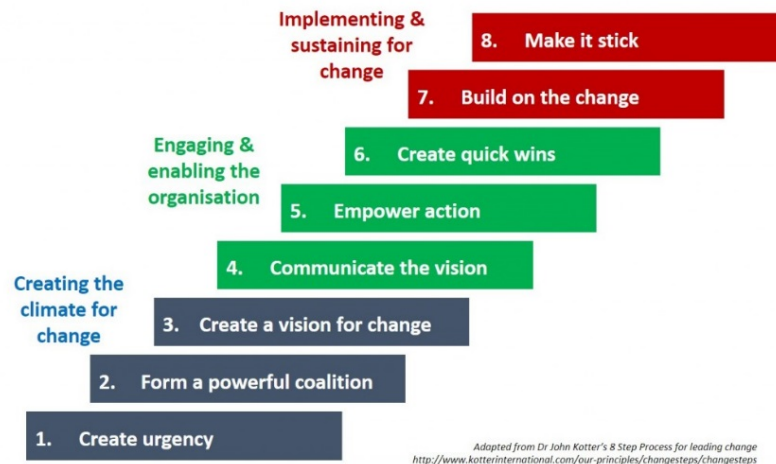 Implementing &
sustaining for
change
8. Make it stick
7. Build on the change
Engaging &
enabling the
organisation
6. Create quick wins
5. Empower action
4. Communicate the vision
Creating the
climate for
change
3. Create a vision for change
2. Form a powerful coalition
1. Create urgency
Adapted from Dr John Kotter's 8 Step Process for leading change
http://www.kotterinternational.com/our-principles/changesteps/changesteps